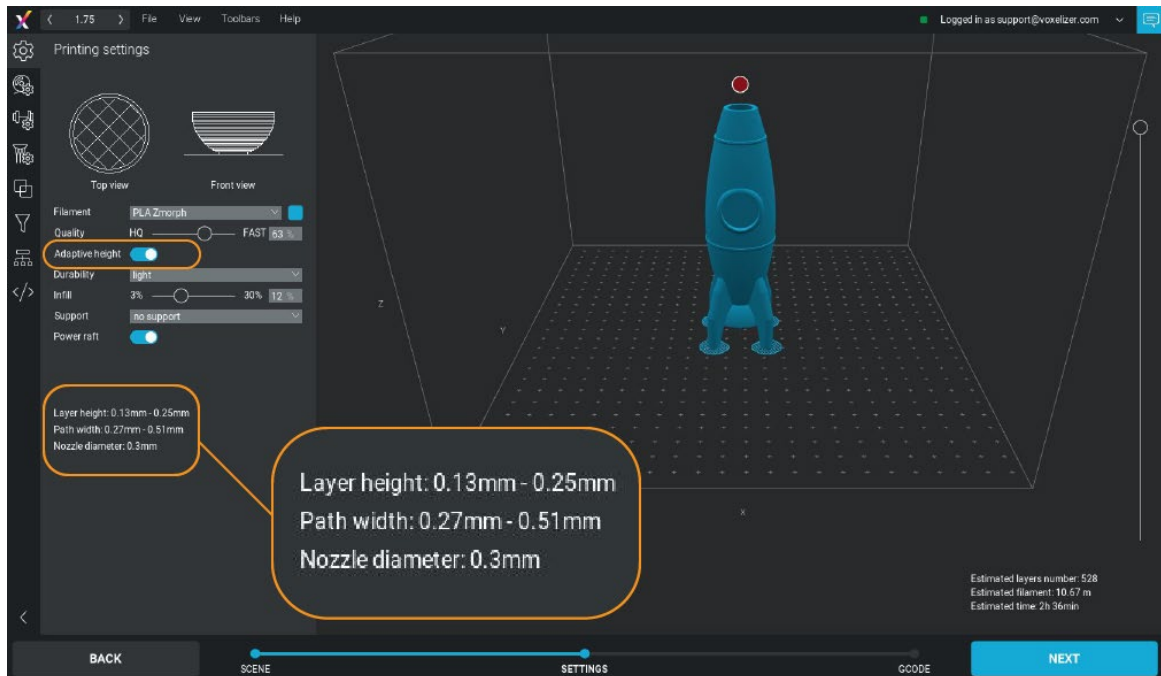 1.75 File View Toolbars Help
Logged in as support@voxelizer.com
Printing settings
Top view Front view
Filament PLA Zmorph
Quality HQ FAST 63 %
Adaptive height
Durability light
Infill 3% 30% 12 %
Support no support
Power raft
Layer height: 0.13mm - 0.25mm
Path width: 0.27mm - 0.51mm
Nozzle diameter: 0.3mm
Layer height: 0.13mm - 0.25mm
Path width: 0.27mm - 0.51mm
Nozzle diameter: 0.3mm
Z
Y
X
Estimated layers number: 528
Estimated filament: 10.67 m
Estimated time: 2h 36min
BACK
SCENE SETTINGS GCODE
NEXT